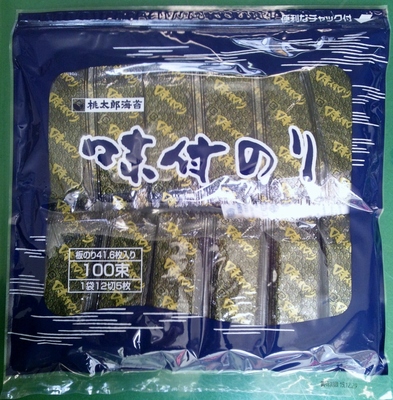 便利なチャック付
桃太郎海苔
味付のり
板のり41.6枚入り
100束
1袋12切5枚